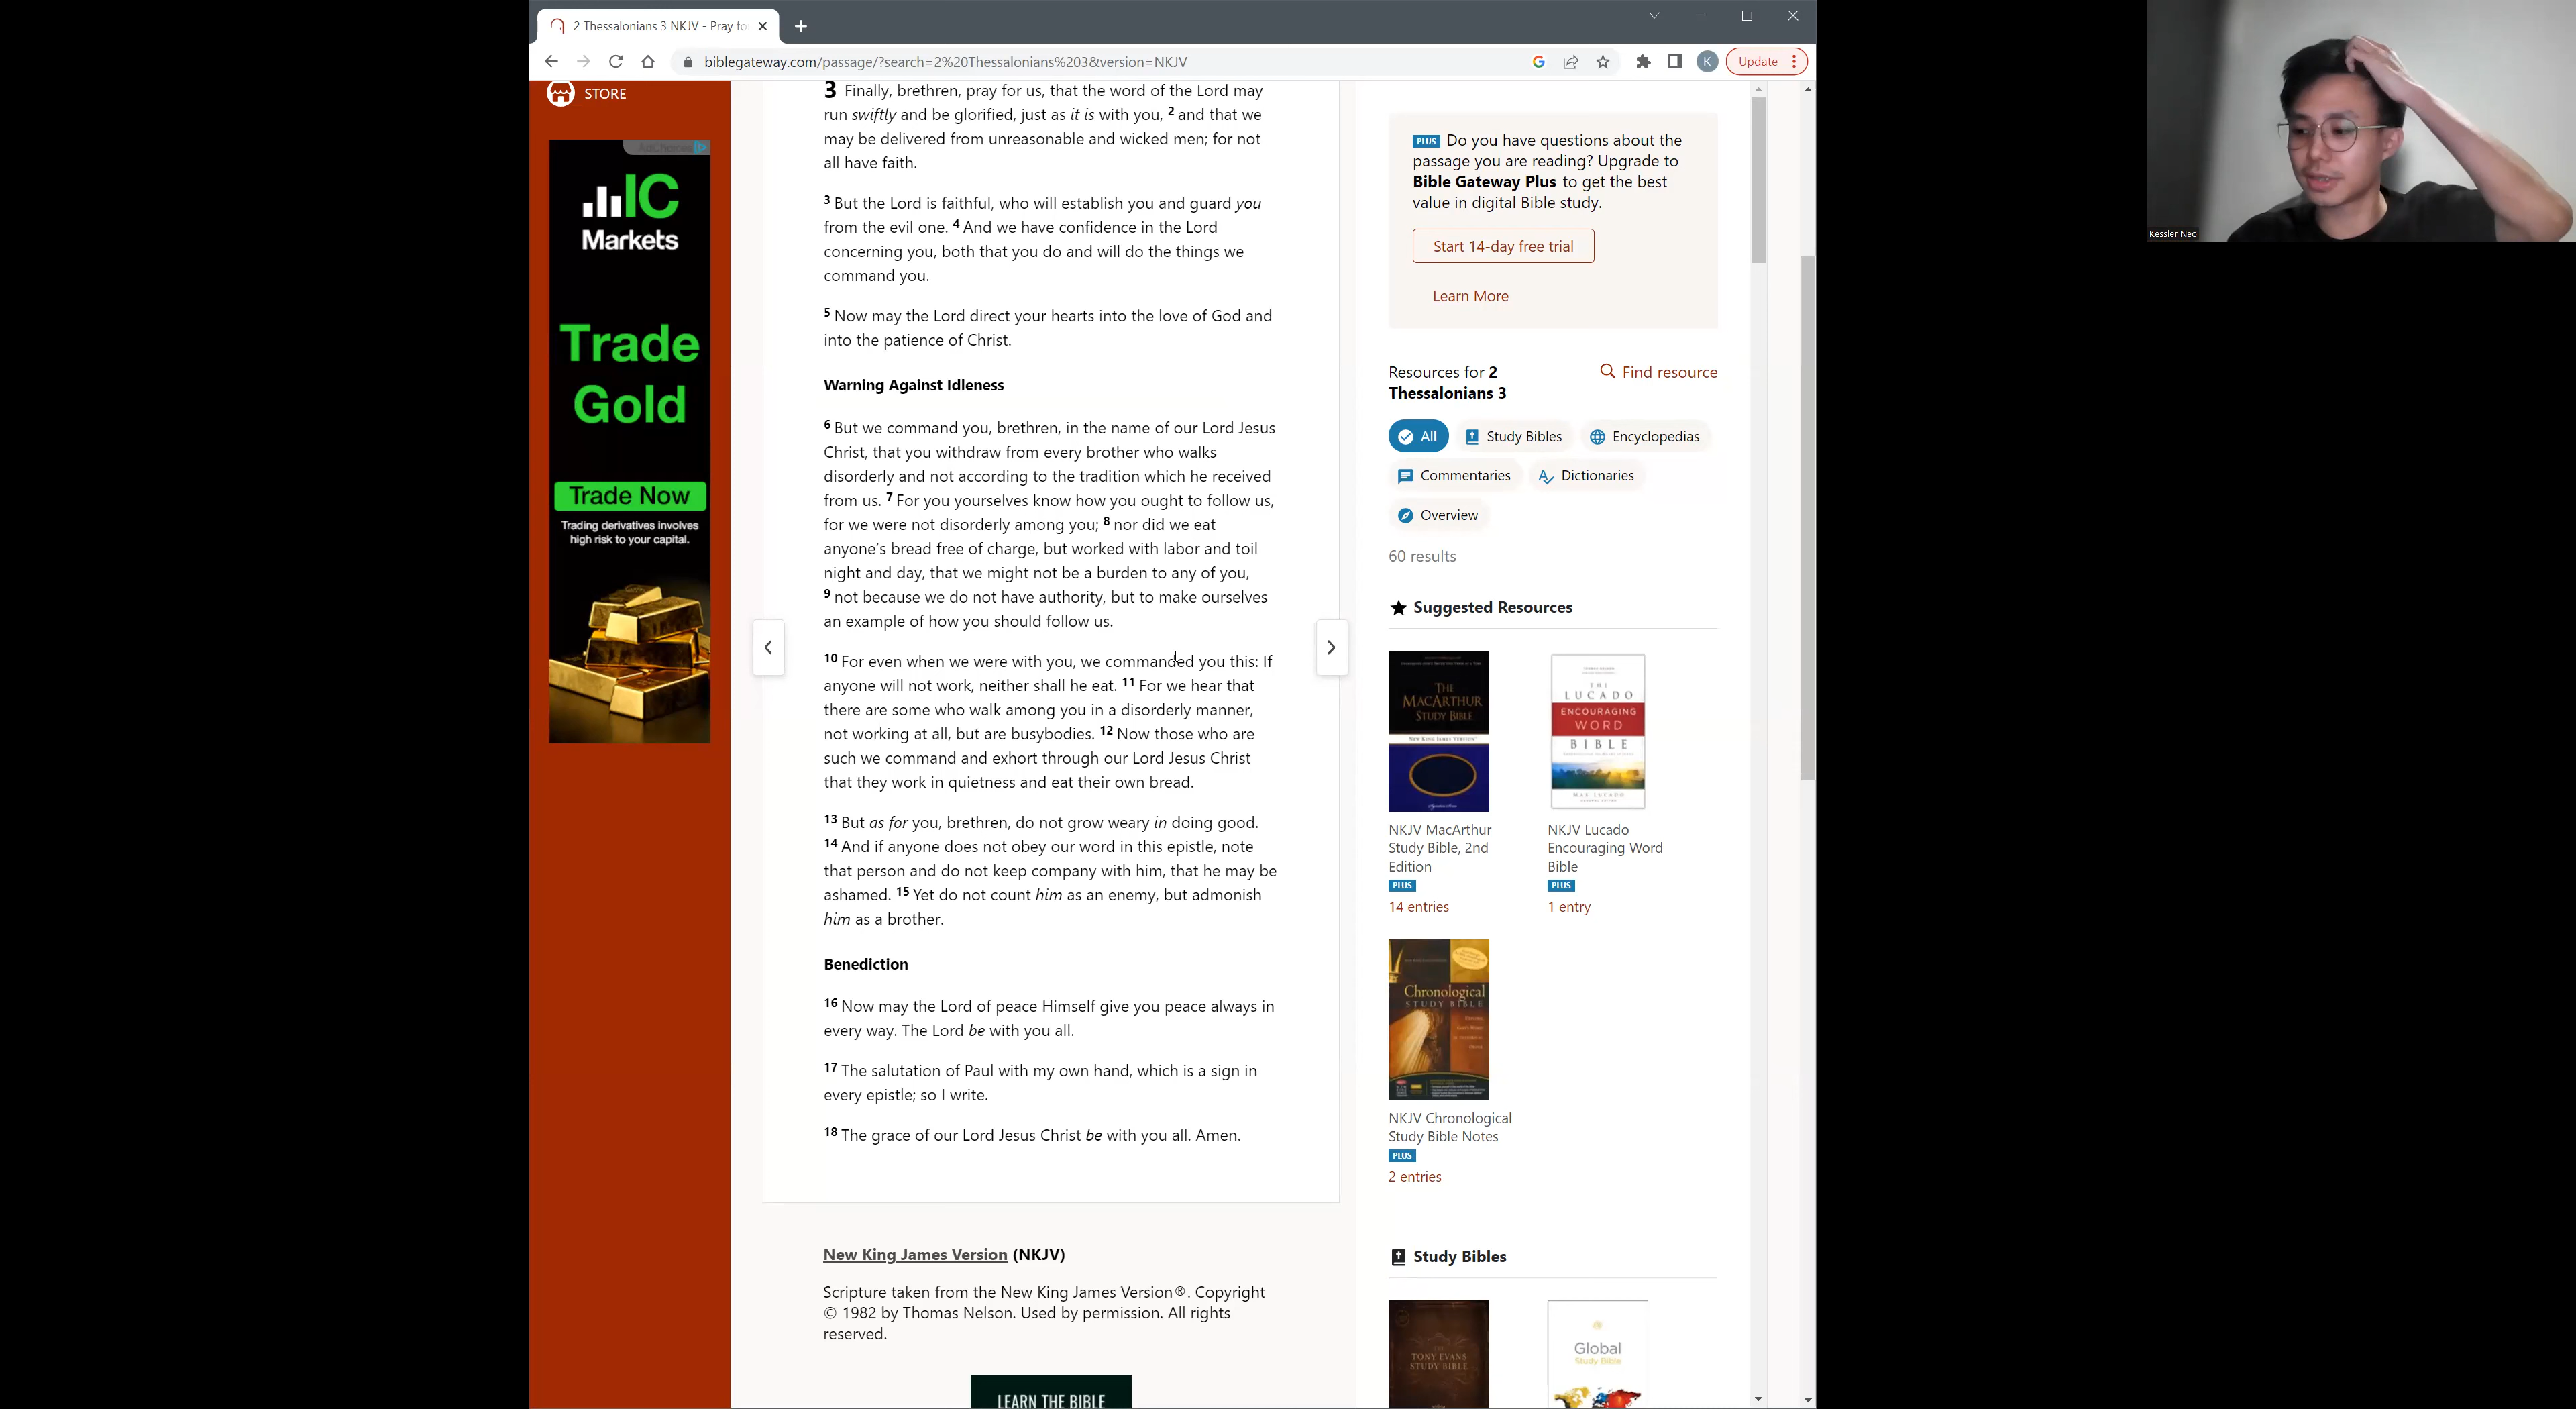 2 Thessalonians 3 NKJV - Pray fo
biblegateway.com/passage/?search=2%20Thessalonians%203&version=NKJV
K
Update
STORE
AdChoices
IC
Markets
Trade
Gold
Trade Now
Trading derivatives involves
high risk to your capital.
3 Finally, brethren, pray for us, that the word of the Lord may
run swiftly and be glorified, just as it is with you, 2 and that we
may be delivered from unreasonable and wicked men; for not
all have faith.
3 But the Lord is faithful, who will establish you and guard you
from the evil one. 4 And we have confidence in the Lord
concerning you, both that you do and will do the things we
command you.
5 Now may the Lord direct your hearts into the love of God and
into the patience of Christ.
Warning Against Idleness
6 But we command you, brethren, in the name of our Lord Jesus
Christ, that you withdraw from every brother who walks
disorderly and not according to the tradition which he received
from us. 7 For you yourselves know how you ought to follow us,
for we were not disorderly among you; 8 nor did we eat
anyone's bread free of charge, but worked with labor and toil
night and day, that we might not be a burden to any of you,
9 not because we do not have authority, but to make ourselves
an example of how you should follow us.
10 For even when we were with you, we commanded you this: If
anyone will not work, neither shall he eat. 11 For we hear that
there are some who walk among you in a disorderly manner,
not working at all, but are busybodies. 12 Now those who are
such we command and exhort through our Lord Jesus Christ
that they work in quietness and eat their own bread.
13 But as for you, brethren, do not grow weary in doing good.
14 And if anyone does not obey our word in this epistle, note
that person and do not keep company with him, that he may be
ashamed. 15 Yet do not count him as an enemy, but admonish
him as a brother.
Benediction
16 Now may the Lord of peace Himself give you peace always in
every way. The Lord be with you all.
17 The salutation of Paul with my own hand, which is a sign in
every epistle; so I write.
18 The grace of our Lord Jesus Christ be with you all. Amen.
New King James Version (NKJV)
Scripture taken from the New King James Version®. Copyright
© 1982 by Thomas Nelson. Used by permission. All rights
reserved.
LEARN THE BIBLE
PLUS Do you have questions about the
passage you are reading? Upgrade to
Bible Gateway Plus to get the best
value in digital Bible study.
Start 14-day free trial
Learn More
Resources for 2
Thessalonians 3
Find resource
All
Study Bibles
Encyclopedias
Commentaries
Dictionaries
Overview
60 results
Suggested Resources
THE
MACARTHUR
STUDY BIBLE
NEW KING JAMES VERSION
NKJV MacArthur
Study Bible, 2nd
Edition
PLUS
14 entries
THE
LUCADO
ENCOURAGING
WORD
BIBLE
MAX LUCADO
NKJV Lucado
Encouraging Word
Bible
PLUS
1 entry
Chronological
STUDY BIBLE
NKJV Chronological
Study Bible Notes
PLUS
2 entries
Study Bibles
THE
TONY EVANS
STUDY BIBLE
Global
Study Bible
Kessler Neo